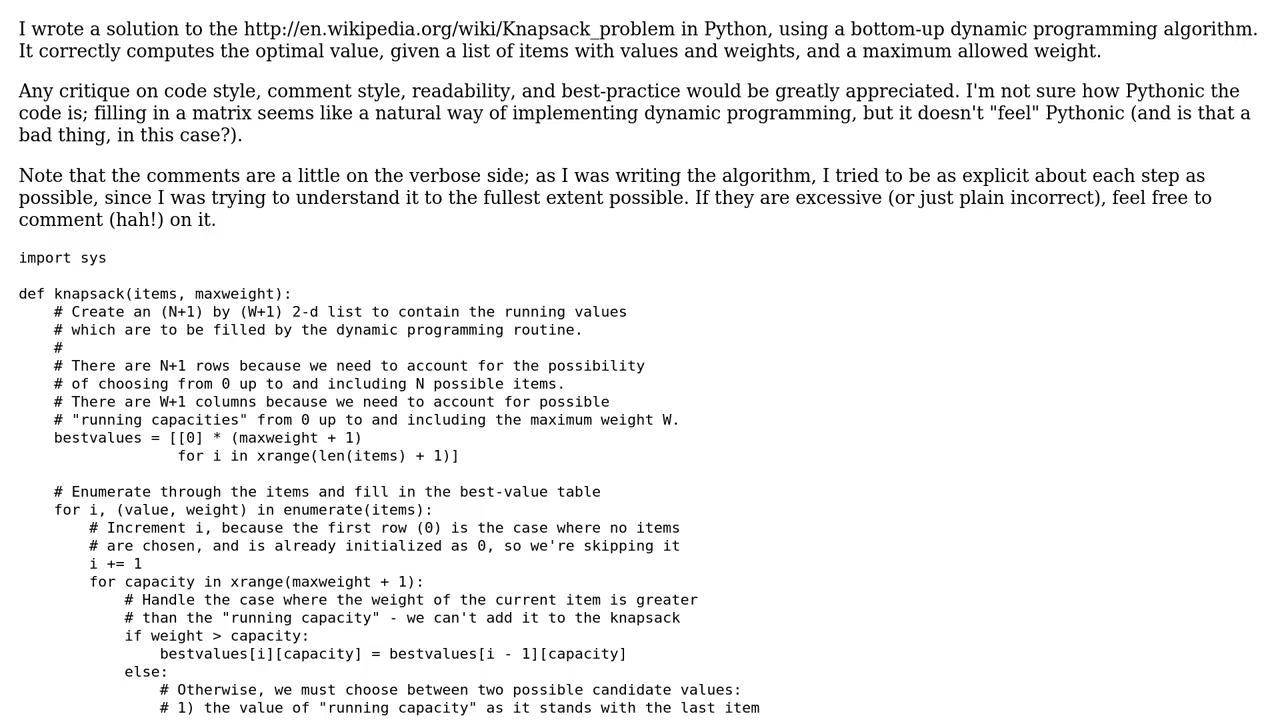 I wrote a solution to the http://en.wikipedia.org/wiki/Knapsack_problem in Python, using a bottom-up dynamic programming algorithm.
It correctly computes the optimal value, given a list of items with values and weights, and a maximum allowed weight.
Any critique on code style, comment style, readability, and best-practice would be greatly appreciated. I'm not sure how Pythonic the
code is; filling in a matrix seems like a natural way of implementing dynamic programming, but it doesn't "feel" Pythonic (and is that a
bad thing, in this case?).
Note that the comments are a little on the verbose side; as I was writing the algorithm, I tried to be as explicit about each step as
possible, since I was trying to understand it to the fullest extent possible. If they are excessive (or just plain incorrect), feel free to
comment (hah!) on it.
import sys
def knapsack(items, maxweight):
    # Create an (N+1) by (W+1) 2-d list to contain the running values
    # which are to be filled by the dynamic programming routine.
    #
    # There are N+1 rows because we need to account for the possibility
    # of choosing from 0 up to and including N possible items.
    # There are W+1 columns because we need to account for possible
    # "running capacities" from 0 up to and including the maximum weight W.
    bestvalues = [[0] * (maxweight + 1)
                  for i in xrange(len(items) + 1)]
    # Enumerate through the items and fill in the best-value table
    for i, (value, weight) in enumerate(items):
        # Increment i, because the first row (0) is the case where no items
        # are chosen, and is already initialized as 0, so we're skipping it
        i += 1
        for capacity in xrange(maxweight + 1):
            # Handle the case where the weight of the current item is greater
            # than the "running capacity" - we can't add it to the knapsack
            if weight > capacity:
                bestvalues[i][capacity] = bestvalues[i - 1][capacity]
            else:
                # Otherwise, we must choose between two possible candidate values:
                # 1) the value of "running capacity" as it stands with the last item